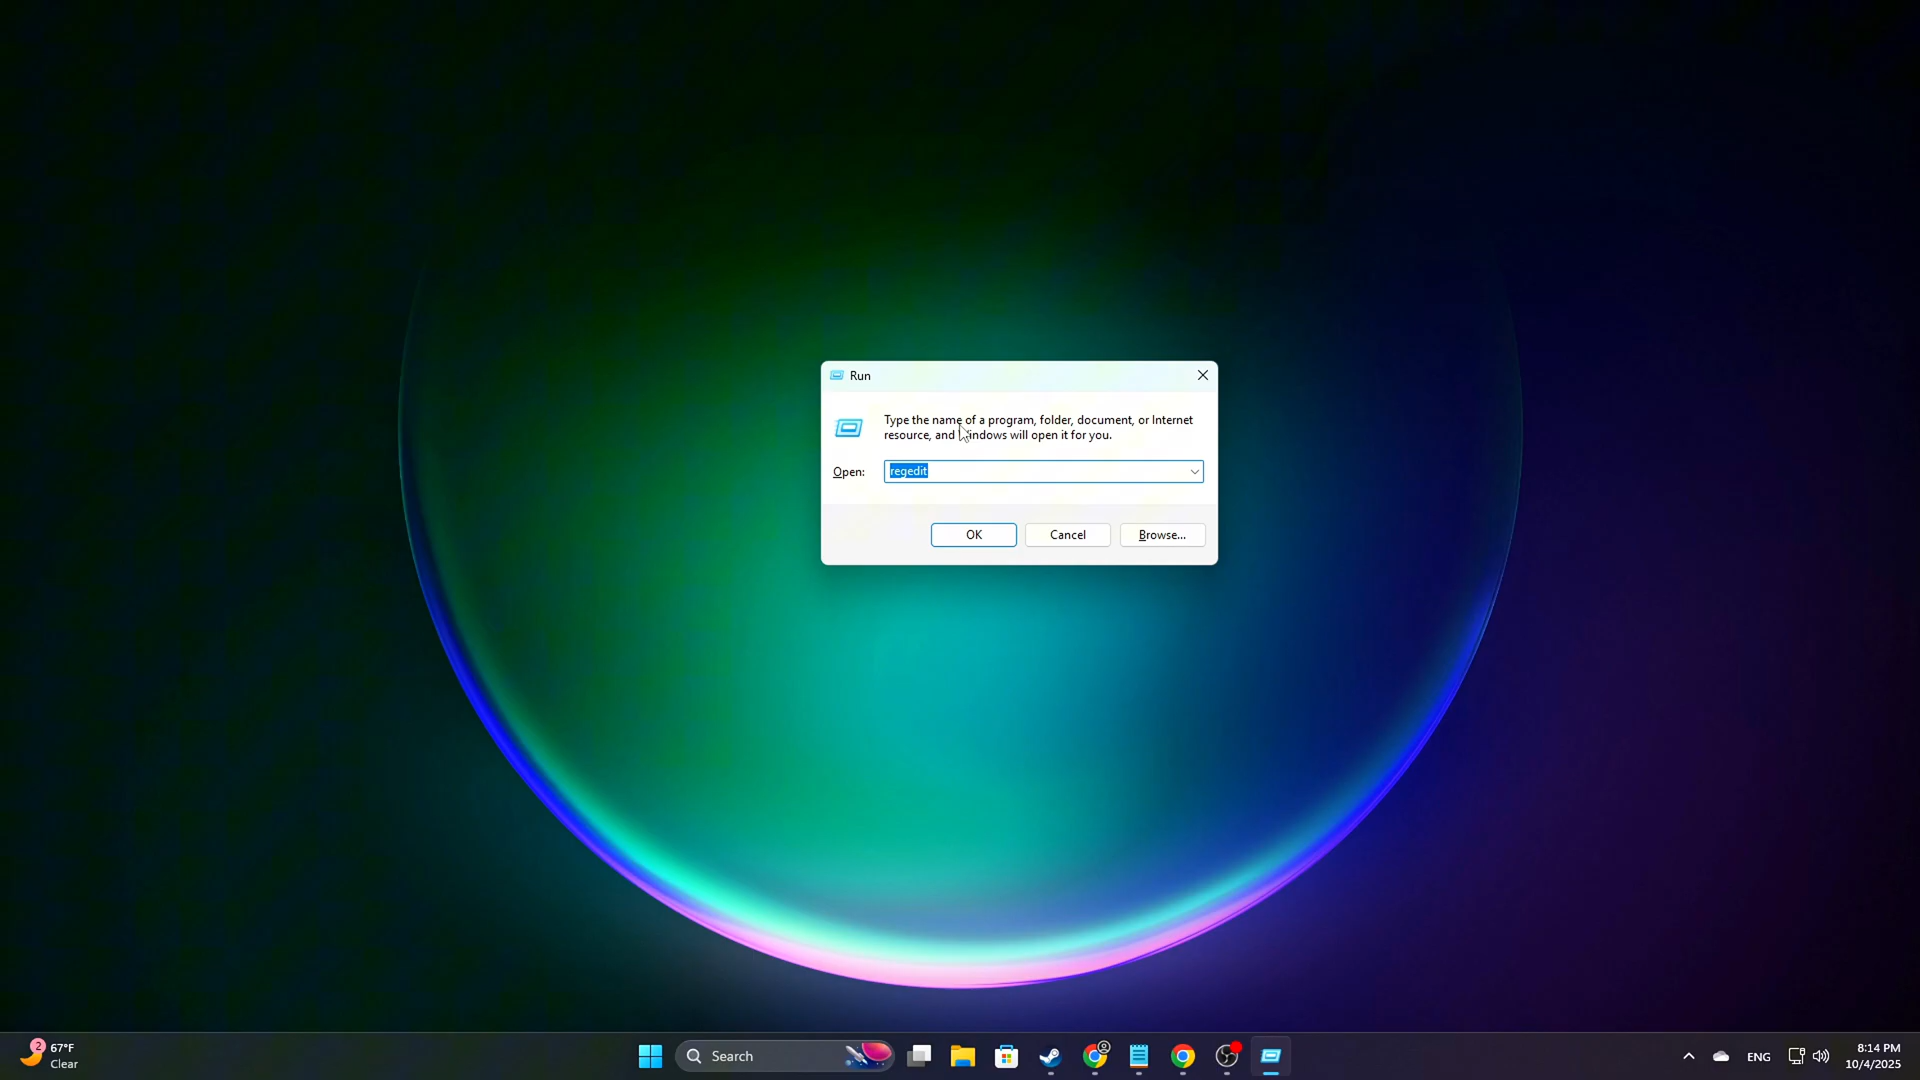 Run
Type the name of a program, folder, document, or Internet
resource, and Windows will open it for you.
Open:
regedit
OK
Cancel
Browse...
2
67°F
Clear
Search
ENG
8:14 PM
10/4/2025